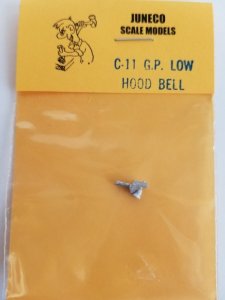 JUNECO
SCALE MODELS
C-11 G.P. LOW
HOOD BELL